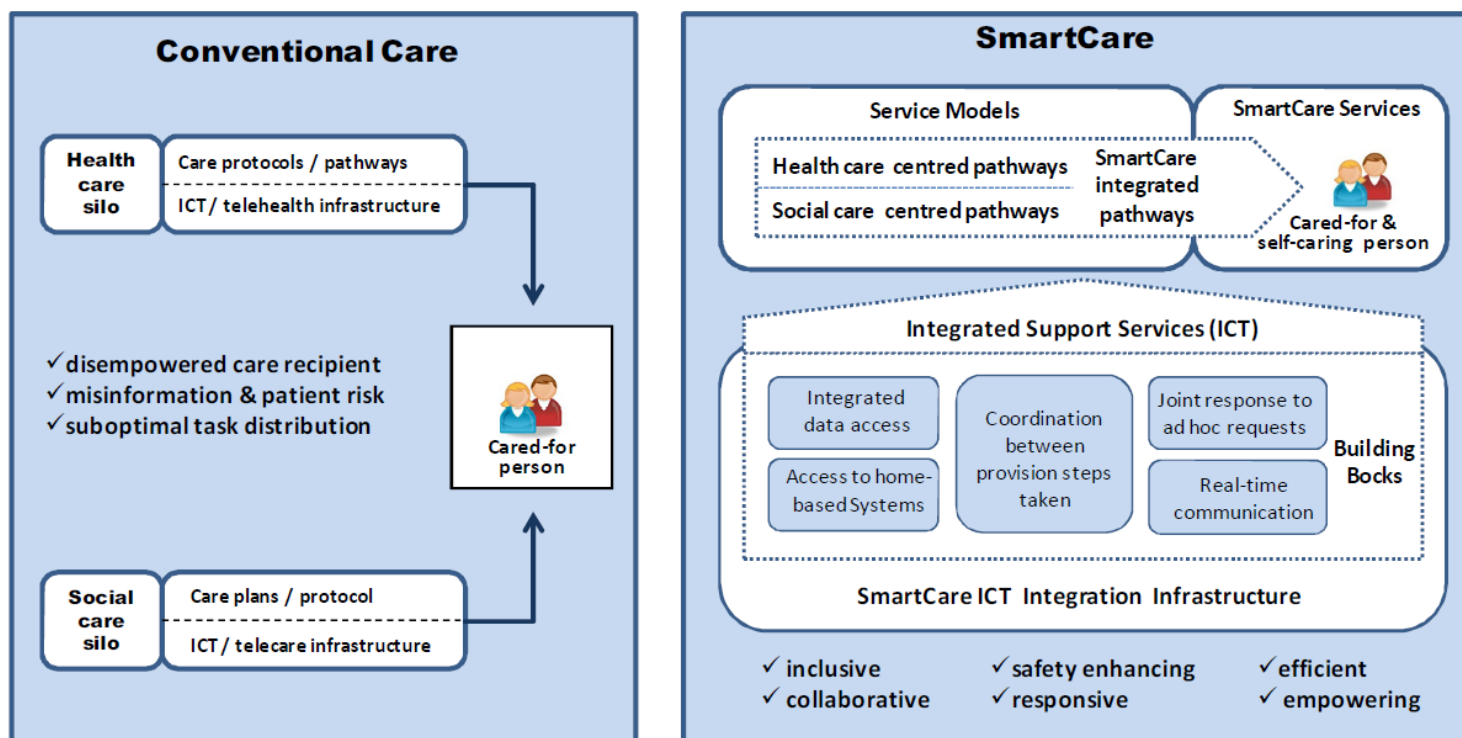 Conventional Care
Health
care
silo
Care protocols / pathways
ICT / telehealth infrastructure
✓ disempowered care recipient
✓ misinformation & patient risk
✓ suboptimal task distribution
Cared-for
person
Social
care
silo
Care plans / protocol
ICT / telecare infrastructure
SmartCare
Service Models
Health care centred pathways
Social care centred pathways
SmartCare
integrated
pathways
SmartCare Services
Cared-for &
self-caring person
Integrated Support Services (ICT)
Integrated
data access
Access to home-
based Systems
Coordination
between
provision steps
taken
Joint response to
ad hoc requests
Real-time
communication
Building
Bocks
SmartCare ICT Integration Infrastructure
✓ inclusive
✓ collaborative
✓ safety enhancing
✓ responsive
✓ efficient
✓ empowering